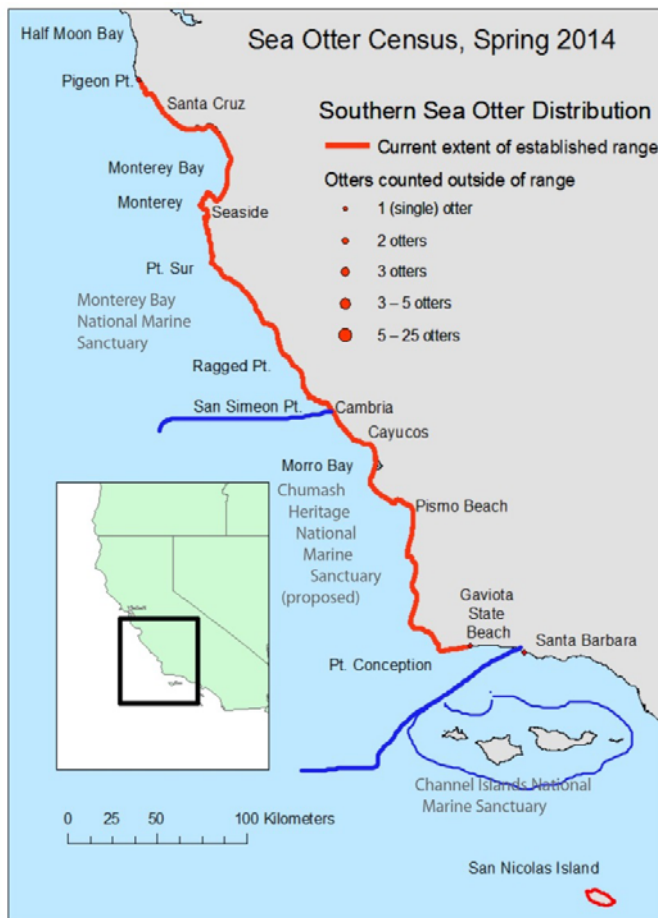 Sea Otter Census, Spring 2014
Half Moon Bay
Pigeon Pt.
Santa Cruz
Monterey Bay
Monterey
Seaside
Pt. Sur
Monterey Bay
National Marine
Sanctuary
Southern Sea Otter Distribution
Current extent of established range
Otters counted outside of range
1 (single) otter
2 otters
3 otters
3 – 5 otters
5 – 25 otters
Ragged Pt.
San Simeon Pt.
Cambria
Cayucos
Morro Bay
Chumash
Heritage
National
Marine
Sanctuary
(proposed)
Pismo Beach
Gaviota
State
Beach
Santa Barbara
Pt. Conception
Channel Islands National
Marine Sanctuary
0 25 50 100 Kilometers
San Nicolas Island